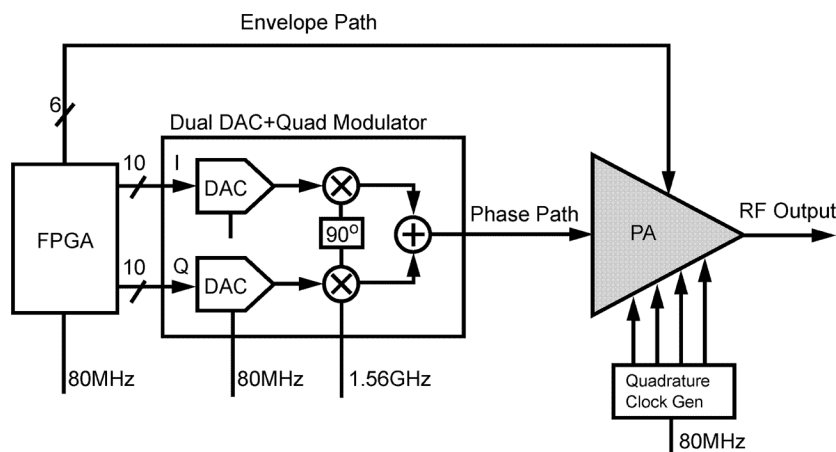 Envelope Path
6
Dual DAC+Quad Modulator
10
I
DAC
FPGA
90°
Phase Path
PA
RF Output
10
Q
DAC
80MHz
80MHz
1.56GHz
Quadrature
Clock Gen
80MHz